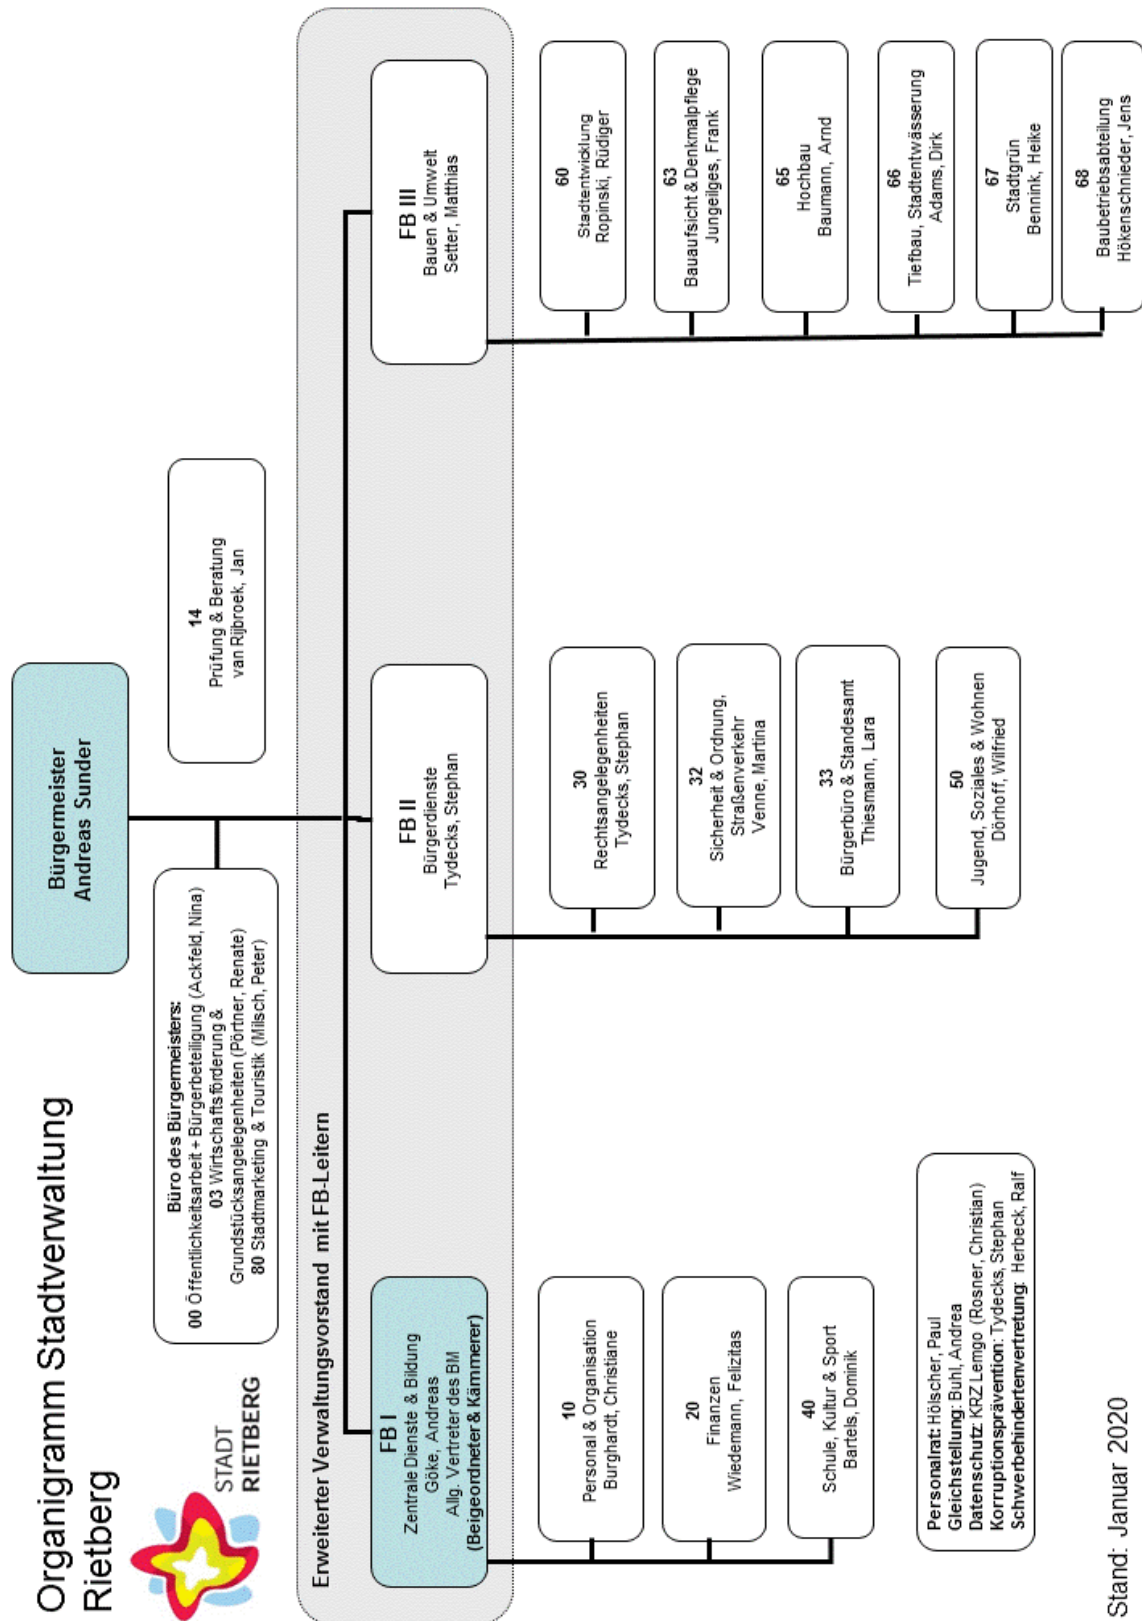 Organigramm Stadtverwaltung
Rietberg
STADT
RIETBERG
Bürgermeister
Andreas Sunder
Büro des Bürgermeisters:
00 Öffentlichkeitsarbeit + Bürgerbeteiligung (Ackfeld, Nina)
03 Wirtschaftsförderung &
Grundstücksangelegenheiten (Pörtner, Renate)
80 Stadtmarketing & Touristik (Milsch, Peter)
14
Prüfung & Beratung
van Rijbroek, Jan
Erweiterter Verwaltungsvorstand mit FB-Leitern
FB I
Zentrale Dienste & Bildung
Göke, Andreas
Allg. Vertreter des BM
(Beigeordneter & Kämmerer)
FB II
Bürgerdienste
Tydecks, Stephan
FB III
Bauen & Umwelt
Setter, Matthias
10
Personal & Organisation
Burghardt, Christiane
20
Finanzen
Wiedemann, Felizitas
40
Schule, Kultur & Sport
Bartels, Dominik
30
Rechtsangelegenheiten
Tydecks, Stephan
32
Sicherheit & Ordnung,
Straßenverkehr
Venne, Martina
33
Bürgerbüro & Standesamt
Thiesmann, Lara
50
Jugend, Soziales & Wohnen
Dörhoff, Wilfried
60
Stadtentwicklung
Ropinski, Rüdiger
63
Bauaufsicht & Denkmalpflege
Jungeilges, Frank
65
Hochbau
Baumann, Arnd
66
Tiefbau, Stadtentwässerung
Adams, Dirk
67
Stadtgrün
Bennink, Heike
68
Baubetriebsabteilung
Hökenschnieder, Jens
Personalrat: Hölscher, Paul
Gleichstellung: Buhl, Andrea
Datenschutz: KRZ Lemgo (Rosner, Christian)
Korruptionsprävention: Tydecks, Stephan
Schwerbehindertenvertretung: Herbeck, Ralf
Stand: Januar 2020